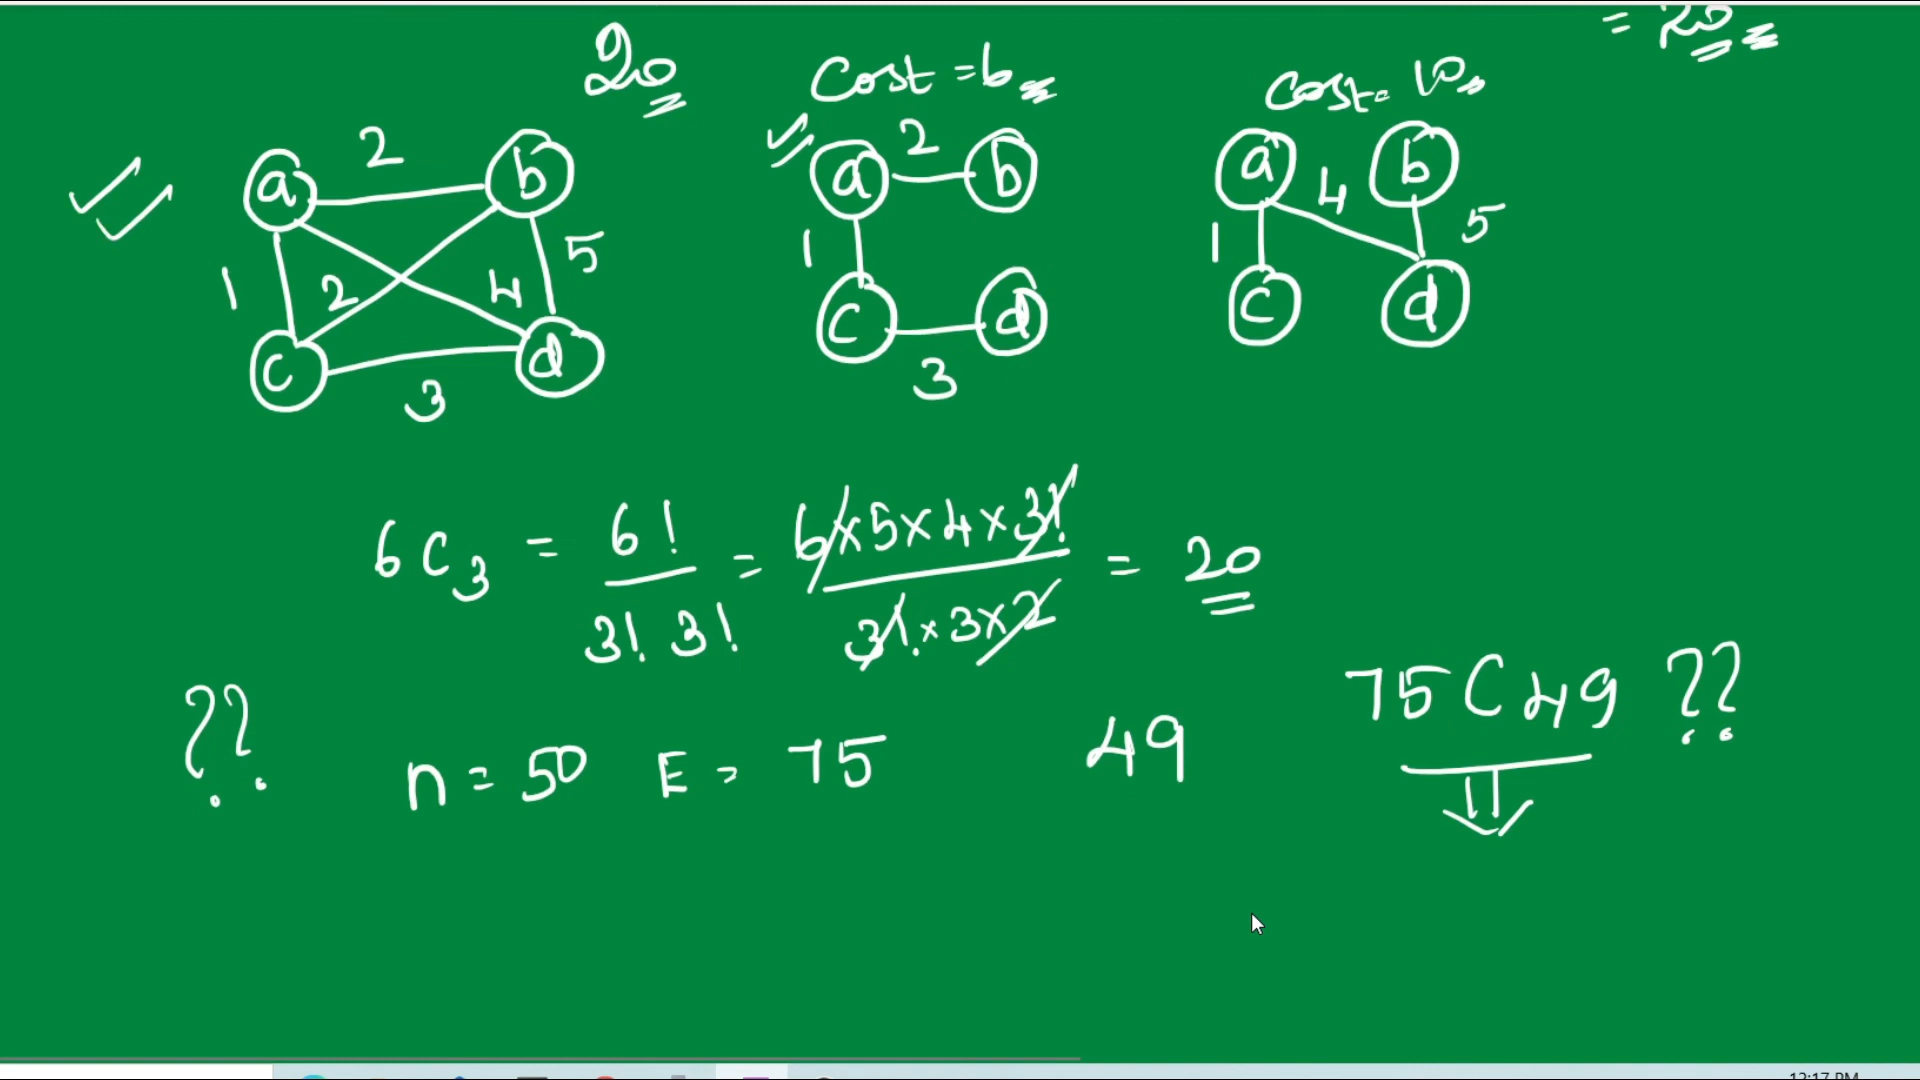 = 20
20 Cost = 6 Cost = 10
a 2 b a 2 b a b
1 2 4 5 1 1 4 5
c 3 d c 3 d c d
6C3 = 6! / 3! 3! = 6×5×4×3! / 3!×3×2 = 20
?? n = 50 E = 75 49 75C49 ??